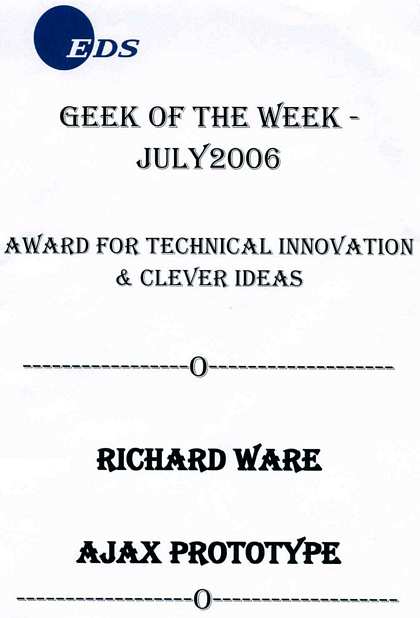 EDS
GEEK OF THE WEEK -
JULY2006
AWARD FOR TECHNICAL INNOVATION
& CLEVER IDEAS
--------------------O----------------------
RICHARD WARE
AJAX PROTOTYPE
---------------------O----------------------